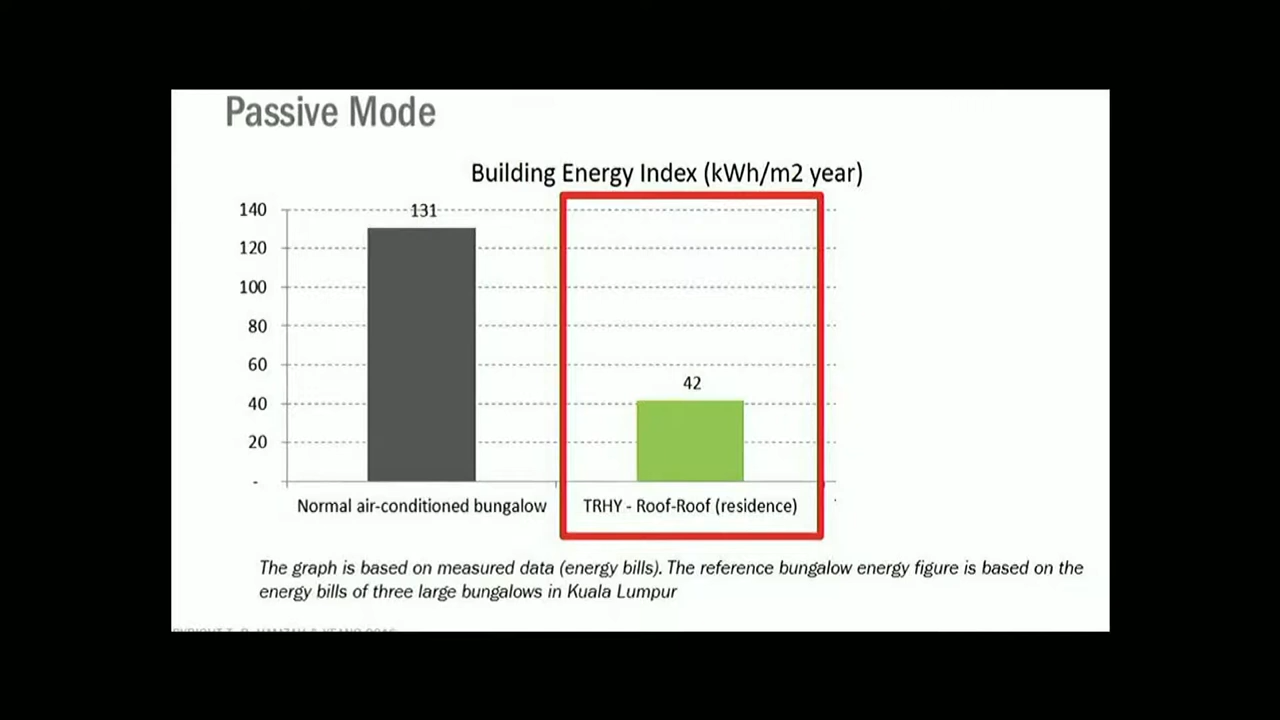 Passive Mode
Building Energy Index (kWh/m2 year)
140
131
120
100
80
60
42
40
20
-
Normal air-conditioned bungalow
TRHY - Roof-Roof (residence)
The graph is based on measured data (energy bills). The reference bungalow energy figure is based on the
energy bills of three large bungalows in Kuala Lumpur